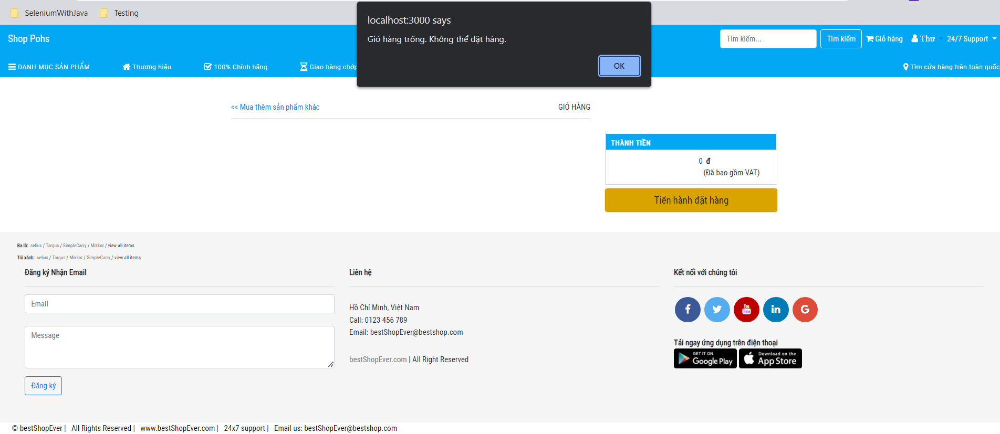 SeleniumWithJava Testing
localhost:3000 says
Giỏ hàng trống. Không thể đặt hàng.
OK
Shop Pohs
Tìm kiếm...
Tìm kiếm
Giỏ hàng
Thư
24/7 Support
DANH MỤC SẢN PHẨM
Thương hiệu
100% Chính hãng
Giao hàng chớp
Tìm cửa hàng trên toàn quốc
<< Mua thêm sản phẩm khác
GIỎ HÀNG
THÀNH TIỀN
0 đ
(Đã bao gồm VAT)
Tiến hành đặt hàng
Ba lô: seliux / Targus / SimpleCarry / Mikkor / view all items
Túi xách: seliux / Targus / Mikkor / SimpleCarry / view all items
Đăng ký Nhận Email
Email
Message
Đăng ký
Liên hệ
Hồ Chí Minh, Việt Nam
Call: 0123 456 789
Email: bestShopEver@bestshop.com
bestShopEver.com | All Right Reserved
Kết nối với chúng tôi
You
Tube
Tải ngay ứng dụng trên điện thoại
GET IT ON
Google Play
Download on the
App Store
© bestShopEver | All Rights Reserved | www.bestShopEver.com | 24x7 support | Email us: bestShopEver@bestshop.com